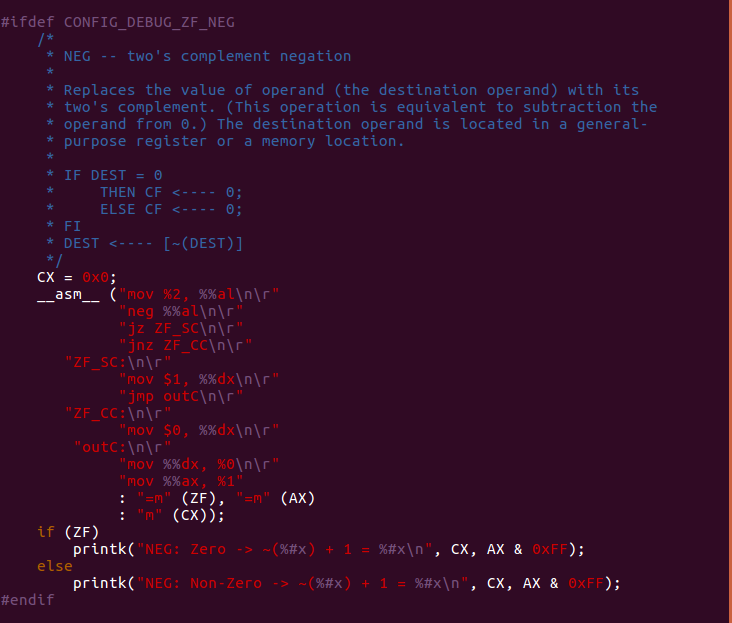 #ifdef CONFIG_DEBUG_ZF_NEG
    /*
     * NEG -- two's complement negation
     *
     * Replaces the value of operand (the destination operand) with its
     * two's complement. (This operation is equivalent to subtraction the
     * operand from 0.) The destination operand is located in a general-
     * purpose register or a memory location.
     *
     * IF DEST = 0
     *     THEN CF <---- 0;
     *     ELSE CF <---- 0;
     * FI
     * DEST <---- [~(DEST)]
     */
    CX = 0x0;
    __asm__ ("mov %2, %%al\n\r"
             "neg %%al\n\r"
             "jz ZF_SC\n\r"
             "jnz ZF_CC\n\r"
       "ZF_SC:\n\r"
             "mov $1, %%dx\n\r"
             "jmp outC\n\r"
       "ZF_CC:\n\r"
             "mov $0, %%dx\n\r"
        "outC:\n\r"
             "mov %%dx, %0\n\r"
             "mov %%ax, %1"
             : "=m" (ZF), "=m" (AX)
             : "m" (CX));
    if (ZF)
        printk("NEG: Zero -> ~(%#x) + 1 = %#x\n", CX, AX & 0xFF);
    else
        printk("NEG: Non-Zero -> ~(%#x) + 1 = %#x\n", CX, AX & 0xFF);
#endif